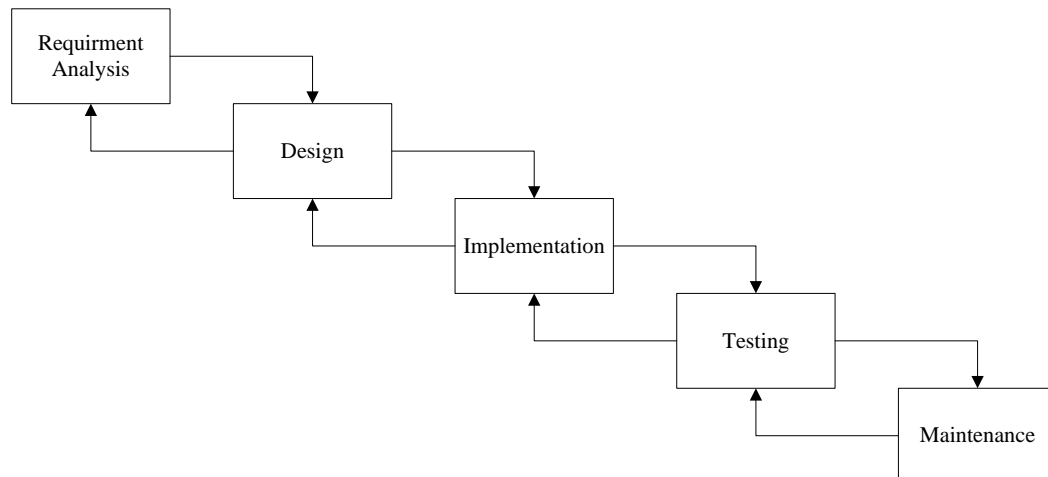 Requirment
Analysis
Design
Implementation
Testing
Maintenance